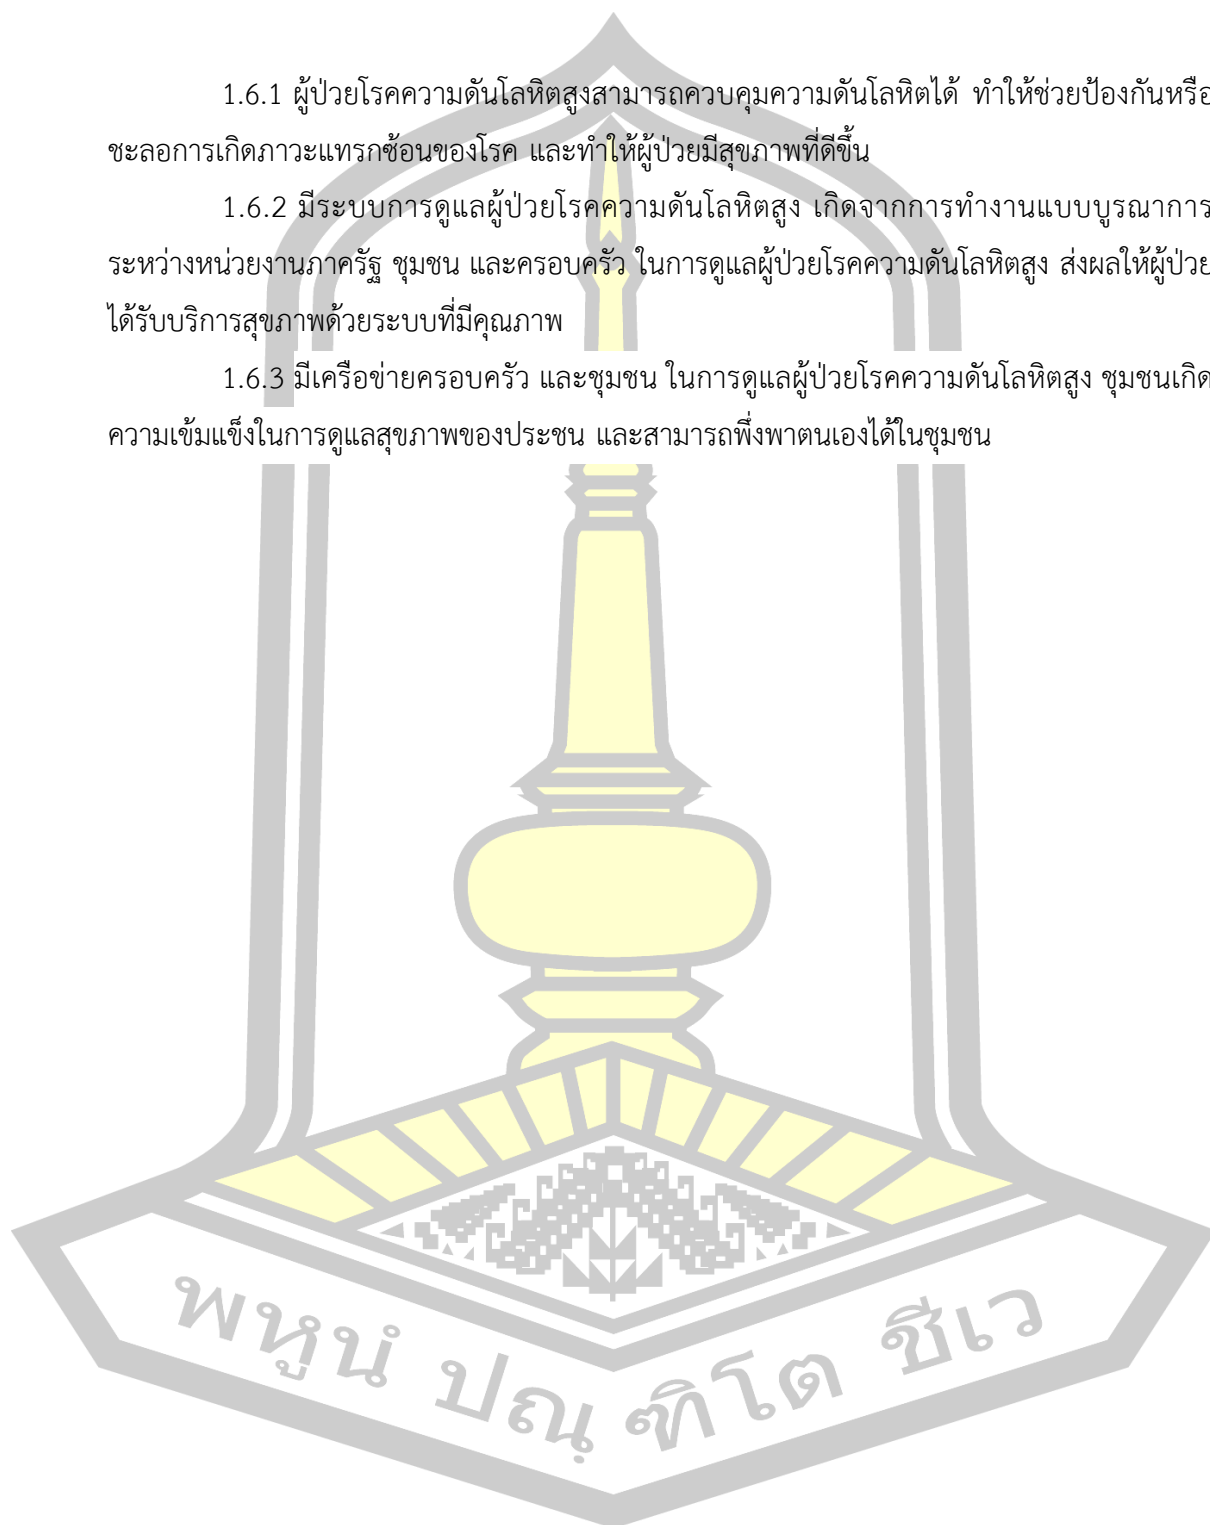 1.6.1 ผู้ป่วยโรคความดันโลหิตสูงสามารถควบคุมความดันโลหิตได้ ทำให้ช่วยป้องกันหรือ
ชะลอการเกิดภาวะแทรกซ้อนของโรค และทำให้ผู้ป่วยมีสุขภาพที่ดีขึ้น
1.6.2 มีระบบการดูแลผู้ป่วยโรคความดันโลหิตสูง เกิดจากการทำงานแบบบูรณาการ
ระหว่างหน่วยงานภาครัฐ ชุมชน และครอบครัว ในการดูแลผู้ป่วยโรคความดันโลหิตสูง ส่งผลให้ผู้ป่วย
ได้รับบริการสุขภาพด้วยระบบที่มีคุณภาพ
1.6.3 มีเครือข่ายครอบครัว และชุมชน ในการดูแลผู้ป่วยโรคความดันโลหิตสูง ชุมชนเกิด
ความเข้มแข็งในการดูแลสุขภาพของประชน และสามารถพึ่งพาตนเองได้ในชุมชน
พหูนํ ปณฺฑิโต ชีเว